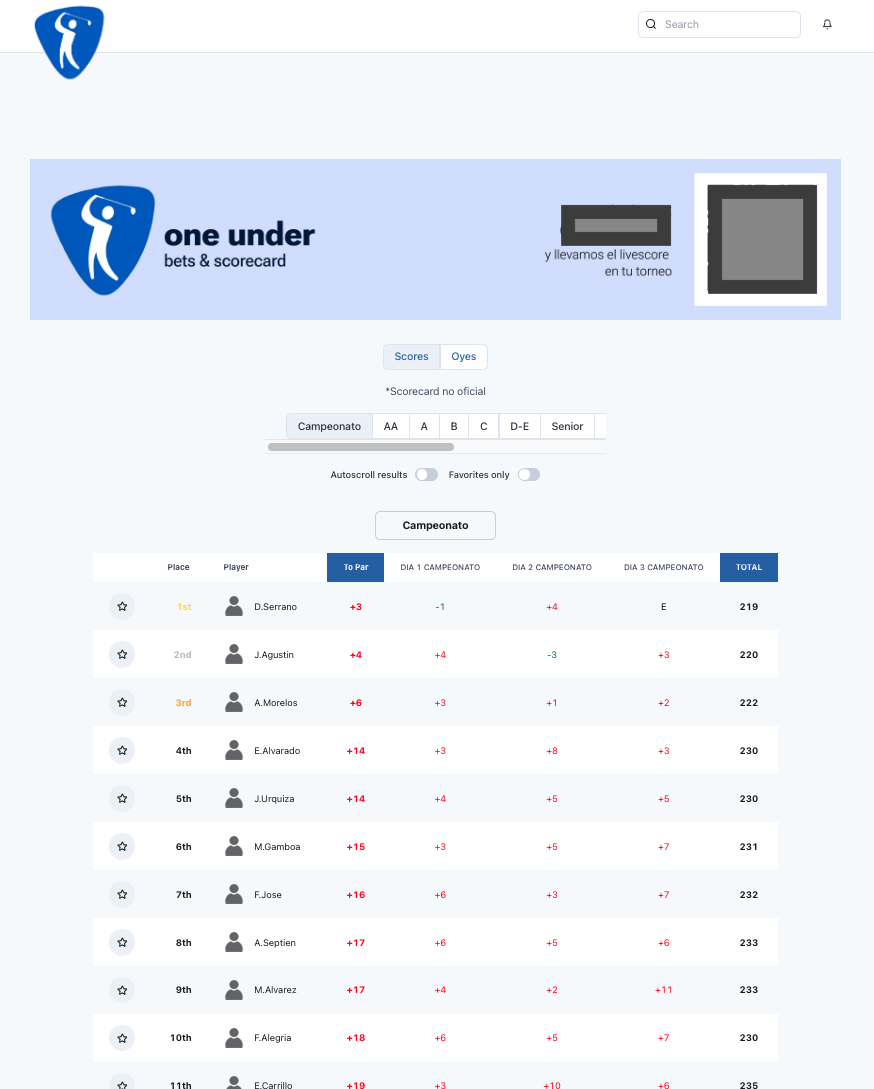 Search
one under
bets & scorecard
y llevamos el livescore
en tu torneo
Scores Oyes
*Scorecard no oficial
Campeonato AA A B C D-E Senior
Autoscroll results Favorites only
Campeonato
Place Player To Par DIA 1 CAMPEONATO DIA 2 CAMPEONATO DIA 3 CAMPEONATO TOTAL
1st D.Serrano +3 -1 +4 E 219
2nd J.Agustin +4 +4 -3 +3 220
3rd A.Morelos +6 +3 +1 +2 222
4th E.Alvarado +14 +3 +8 +3 230
5th J.Urquiza +14 +4 +5 +5 230
6th M.Gamboa +15 +3 +5 +7 231
7th F.Jose +16 +6 +3 +7 232
8th A.Septien +17 +6 +5 +6 233
9th M.Alvarez +17 +4 +2 +11 233
10th F.Alegria +18 +6 +5 +7 230
11th E.Carrillo +19 +3 +10 +6 235